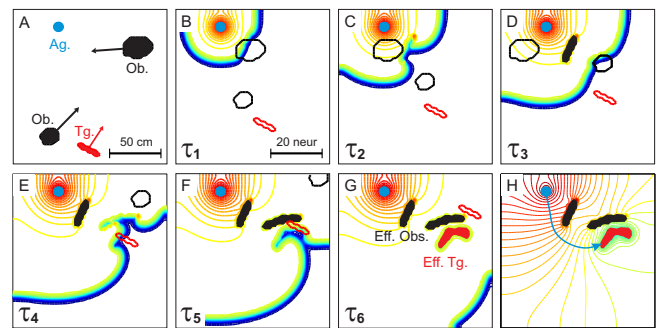 A
Ag.
Ob.
Ob.
Tg.
50 cm
B
τ1
20 neur
C
τ2
D
τ3
E
τ4
F
τ5
G
Eff. Obs.
Eff. Tg.
τ6
H